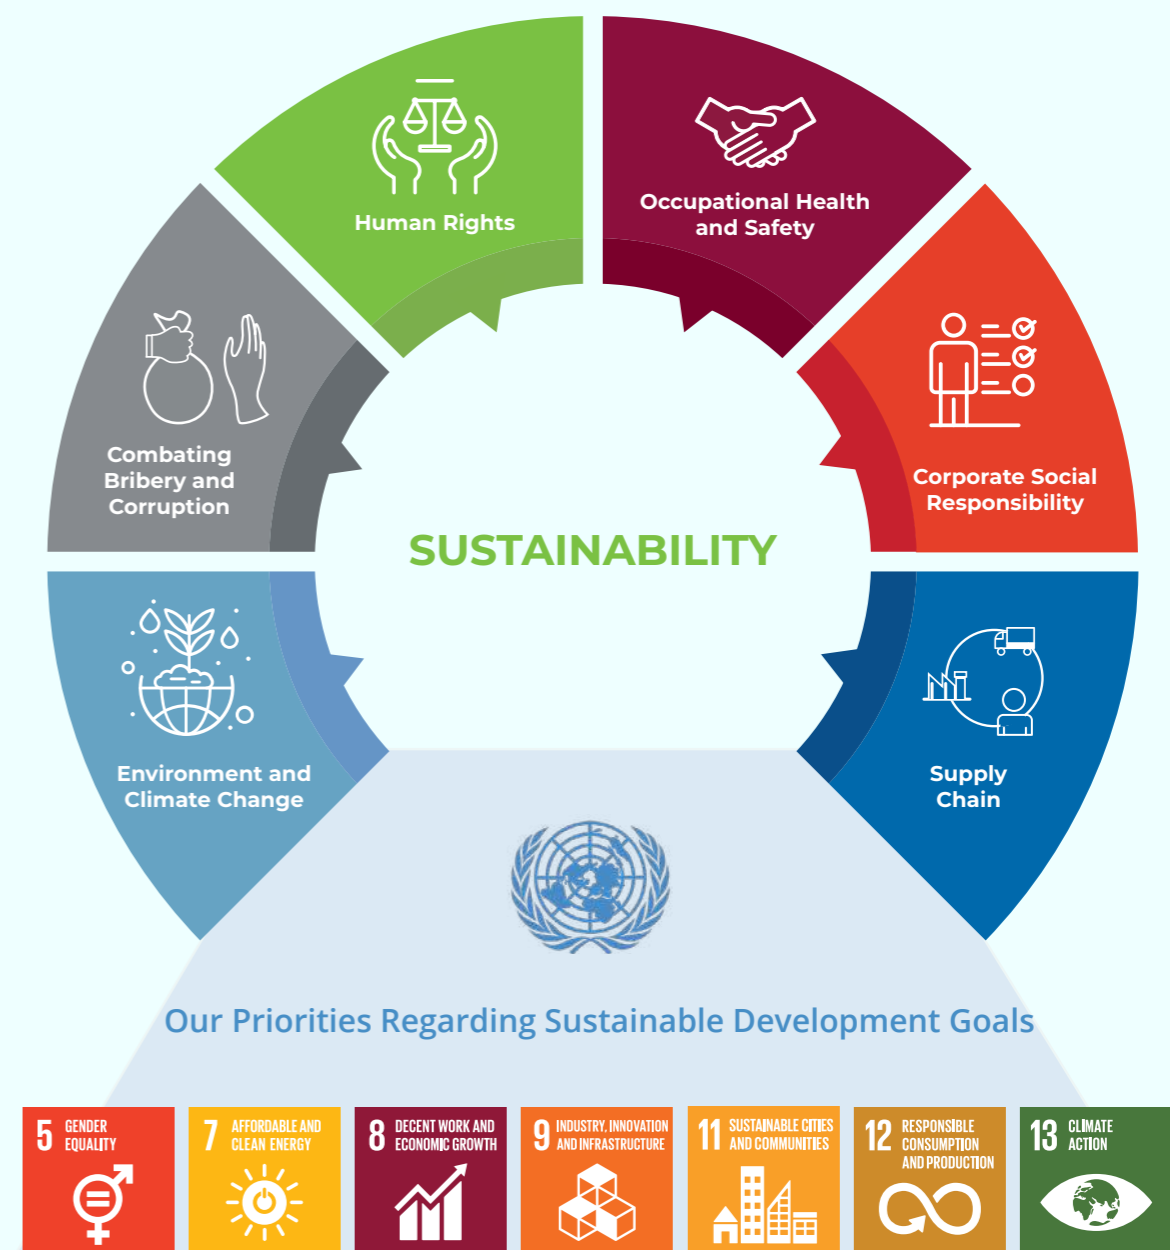 Human Rights
Occupational Health
and Safety
Combating
Bribery and
Corruption
Corporate Social
Responsibility
SUSTAINABILITY
Environment and
Climate Change
Supply
Chain
Our Priorities Regarding Sustainable Development Goals
5 GENDER
EQUALITY
7 AFFORDABLE AND
CLEAN ENERGY
8 DECENT WORK AND
ECONOMIC GROWTH
9 INDUSTRY, INNOVATION
AND INFRASTRUCTURE
11 SUSTAINABLE CITIES
AND COMMUNITIES
12 RESPONSIBLE
CONSUMPTION
AND PRODUCTION
13 CLIMATE
ACTION